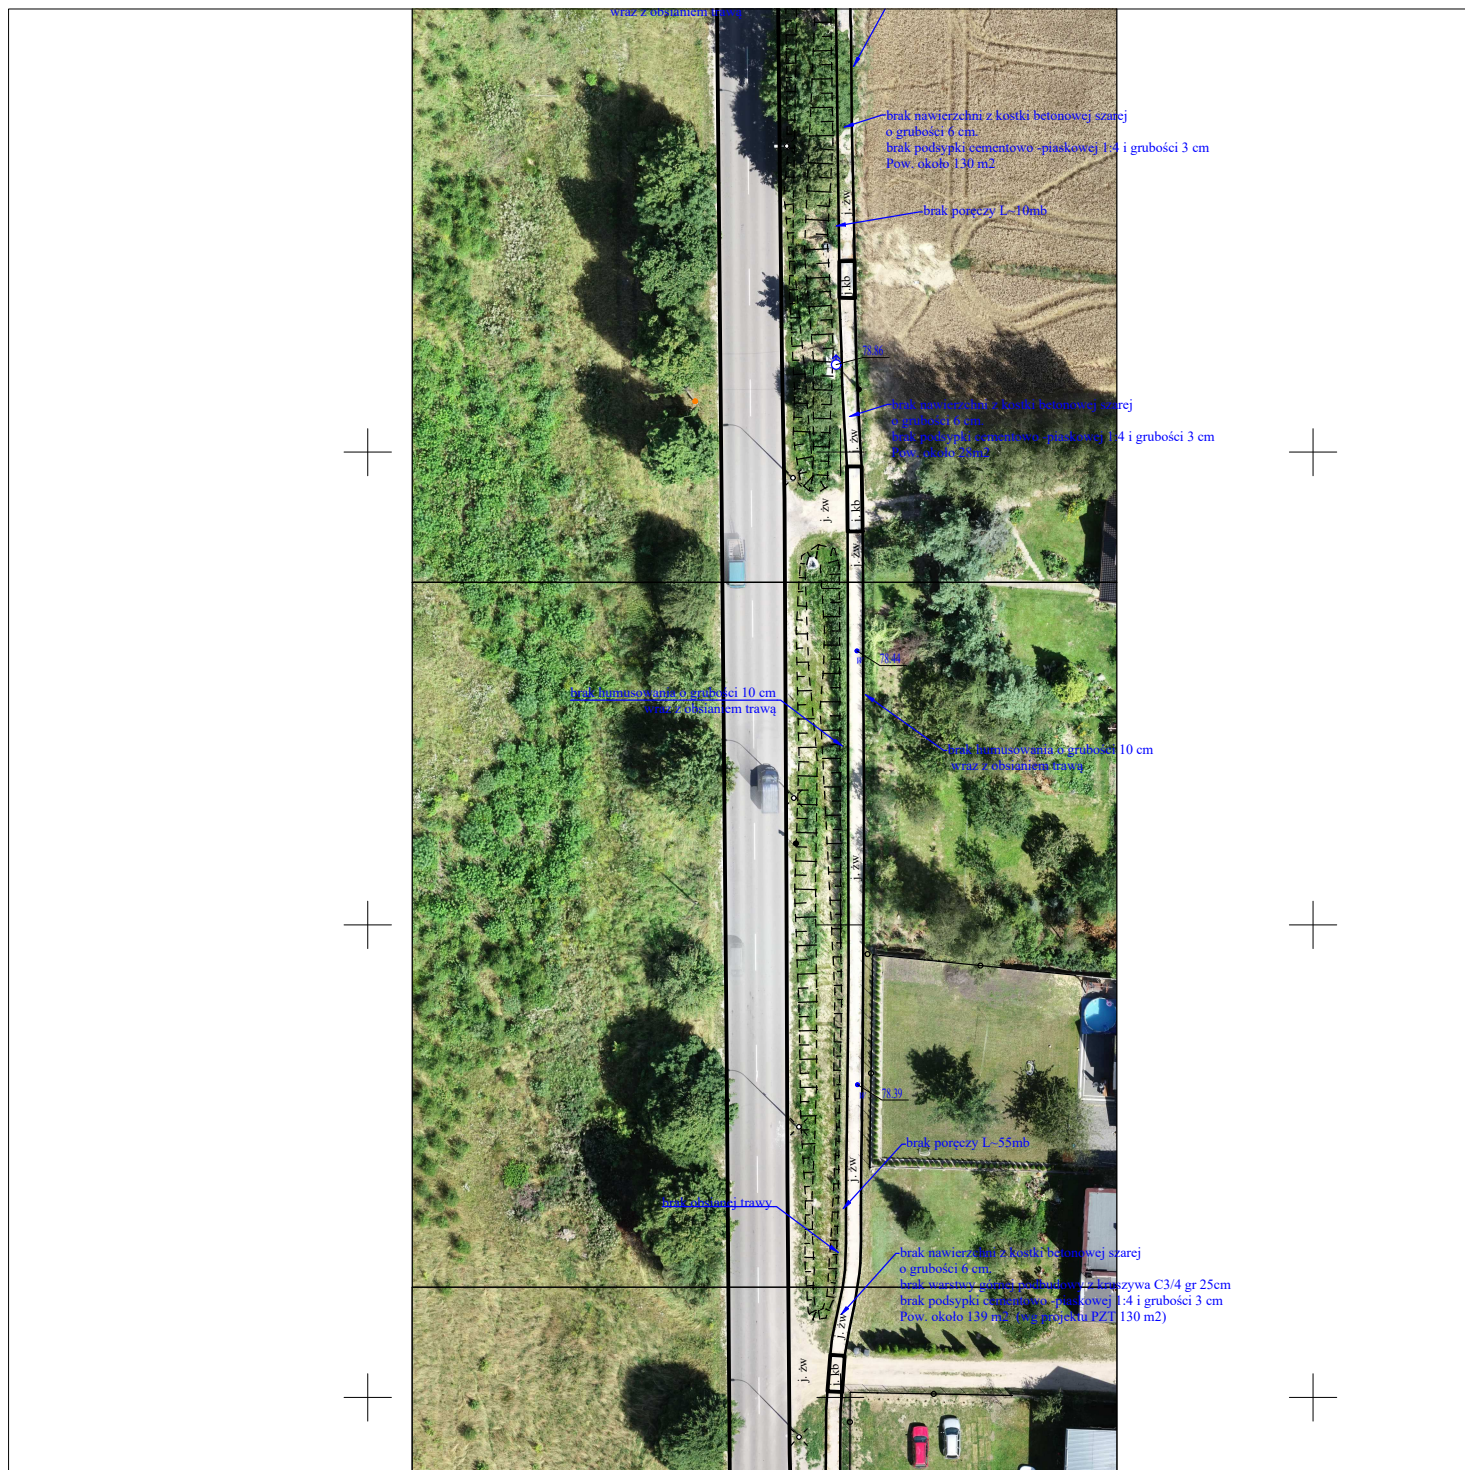 wraz z obsianiem trawą
brak nawierzchni z kostki betonowej szarej
o grubości 6 cm.
brak podsypki cementowo -piaskowej 1:4 i grubości 3 cm
Pow. około 130 m2
j. żw
brak poręczy L~10mb
j.kb
78.86
brak nawierzchni z kostki betonowej szarej
o grubości 6 cm.
brak podsypki cementowo -piaskowej 1:4 i grubości 3 cm
Pow. około 28m2
j. żw
j. żw
j. kb
j. żw
78.44
brak humusowania o grubości 10 cm
wraz z obsianiem trawą
brak humusowania o grubości 10 cm
wraz z obsianiem trawą
j. żw
78.39
brak poręczy L~55mb
j. żw
brak obsianej trawy
brak nawierzchni z kostki betonowej szarej
o grubości 6 cm,
brak warstwy górnej podbudowy z kruszywa C3/4 gr 25cm
brak podsypki cementowo -piaskowej 1:4 i grubości 3 cm
Pow. około 139 m2 (wg projektu PZT 130 m2)
j. żw
j. żw
j. kb